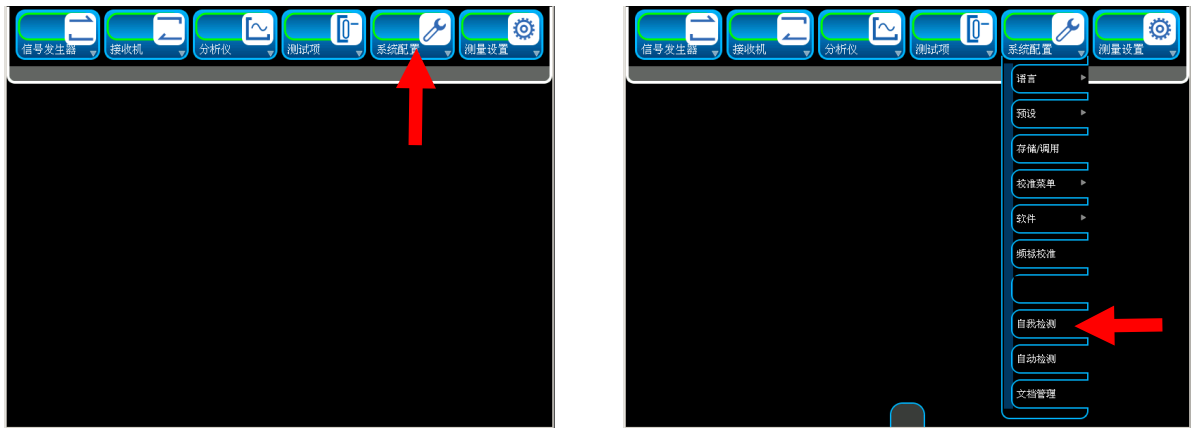 信号发生器 接收机 分析仪 测试项 系统配置 测量设置
信号发生器 接收机 分析仪 测试项 系统配置 测量设置
语言
预设
存储/调用
校准菜单
软件
频标校准
自我检测
自动检测
文档管理